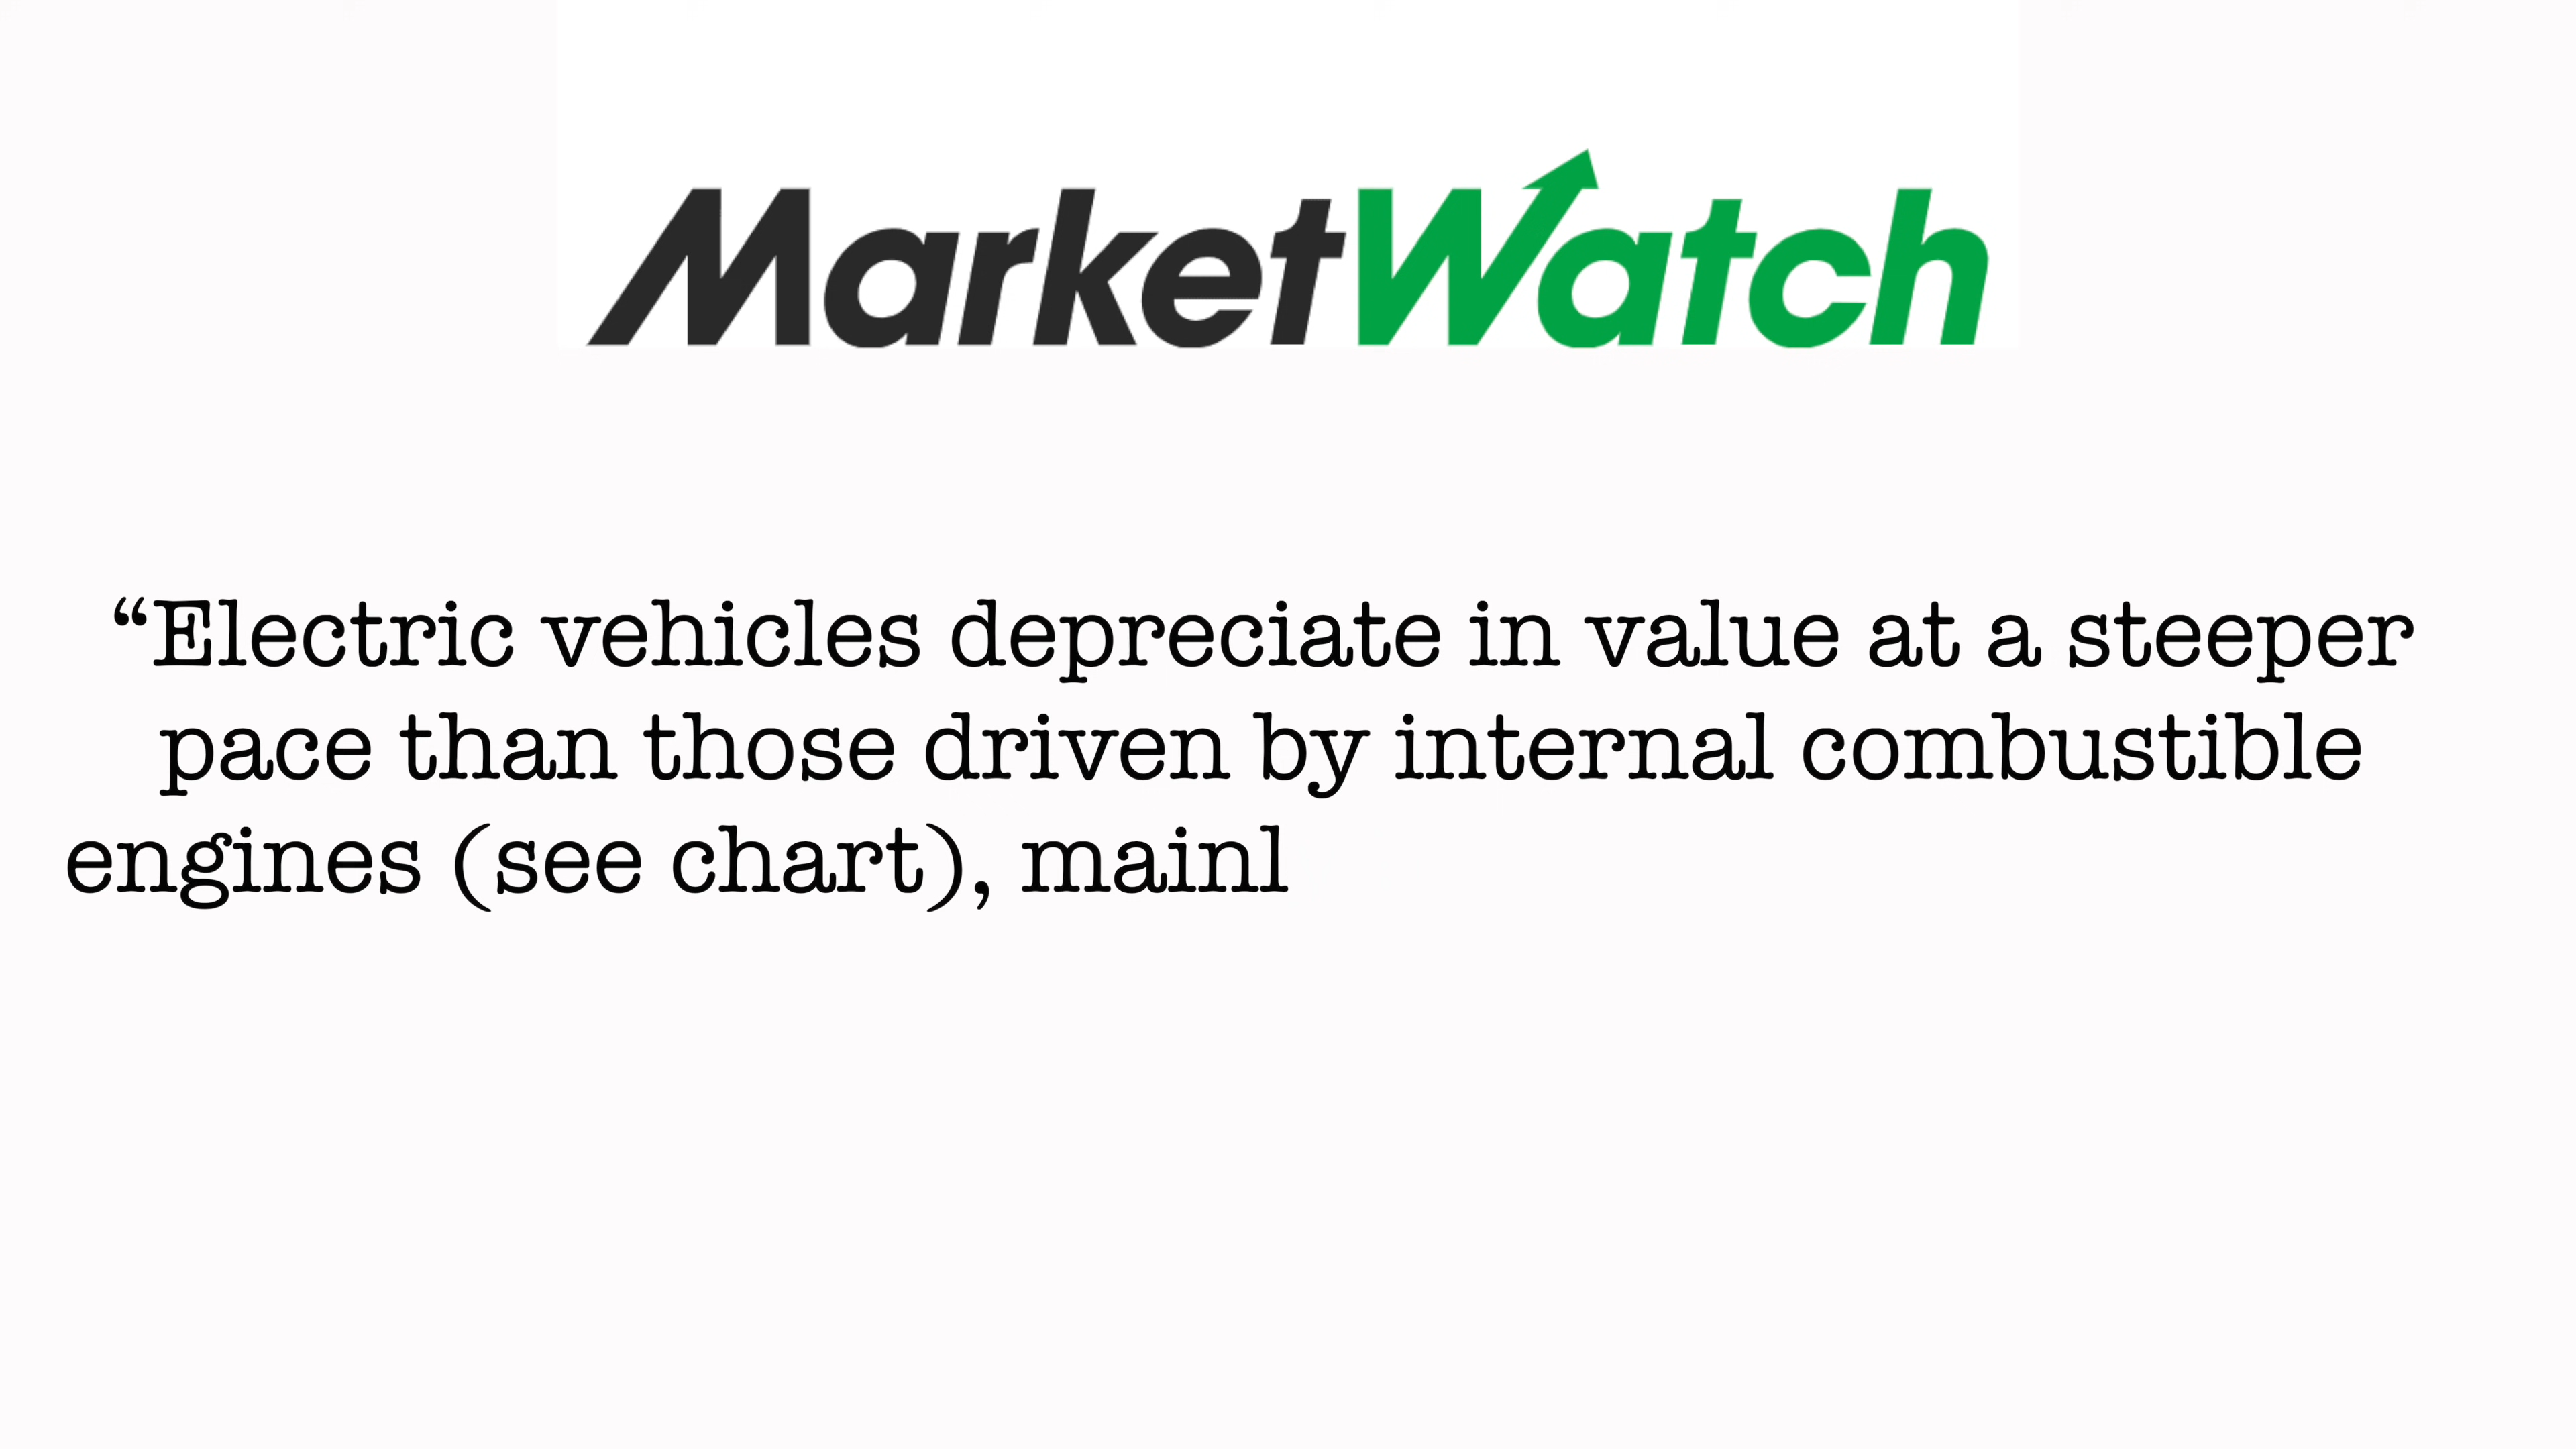 MarketWatch
“Electric vehicles depreciate in value at a steeper
pace than those driven by internal combustible
engines (see chart), mainl